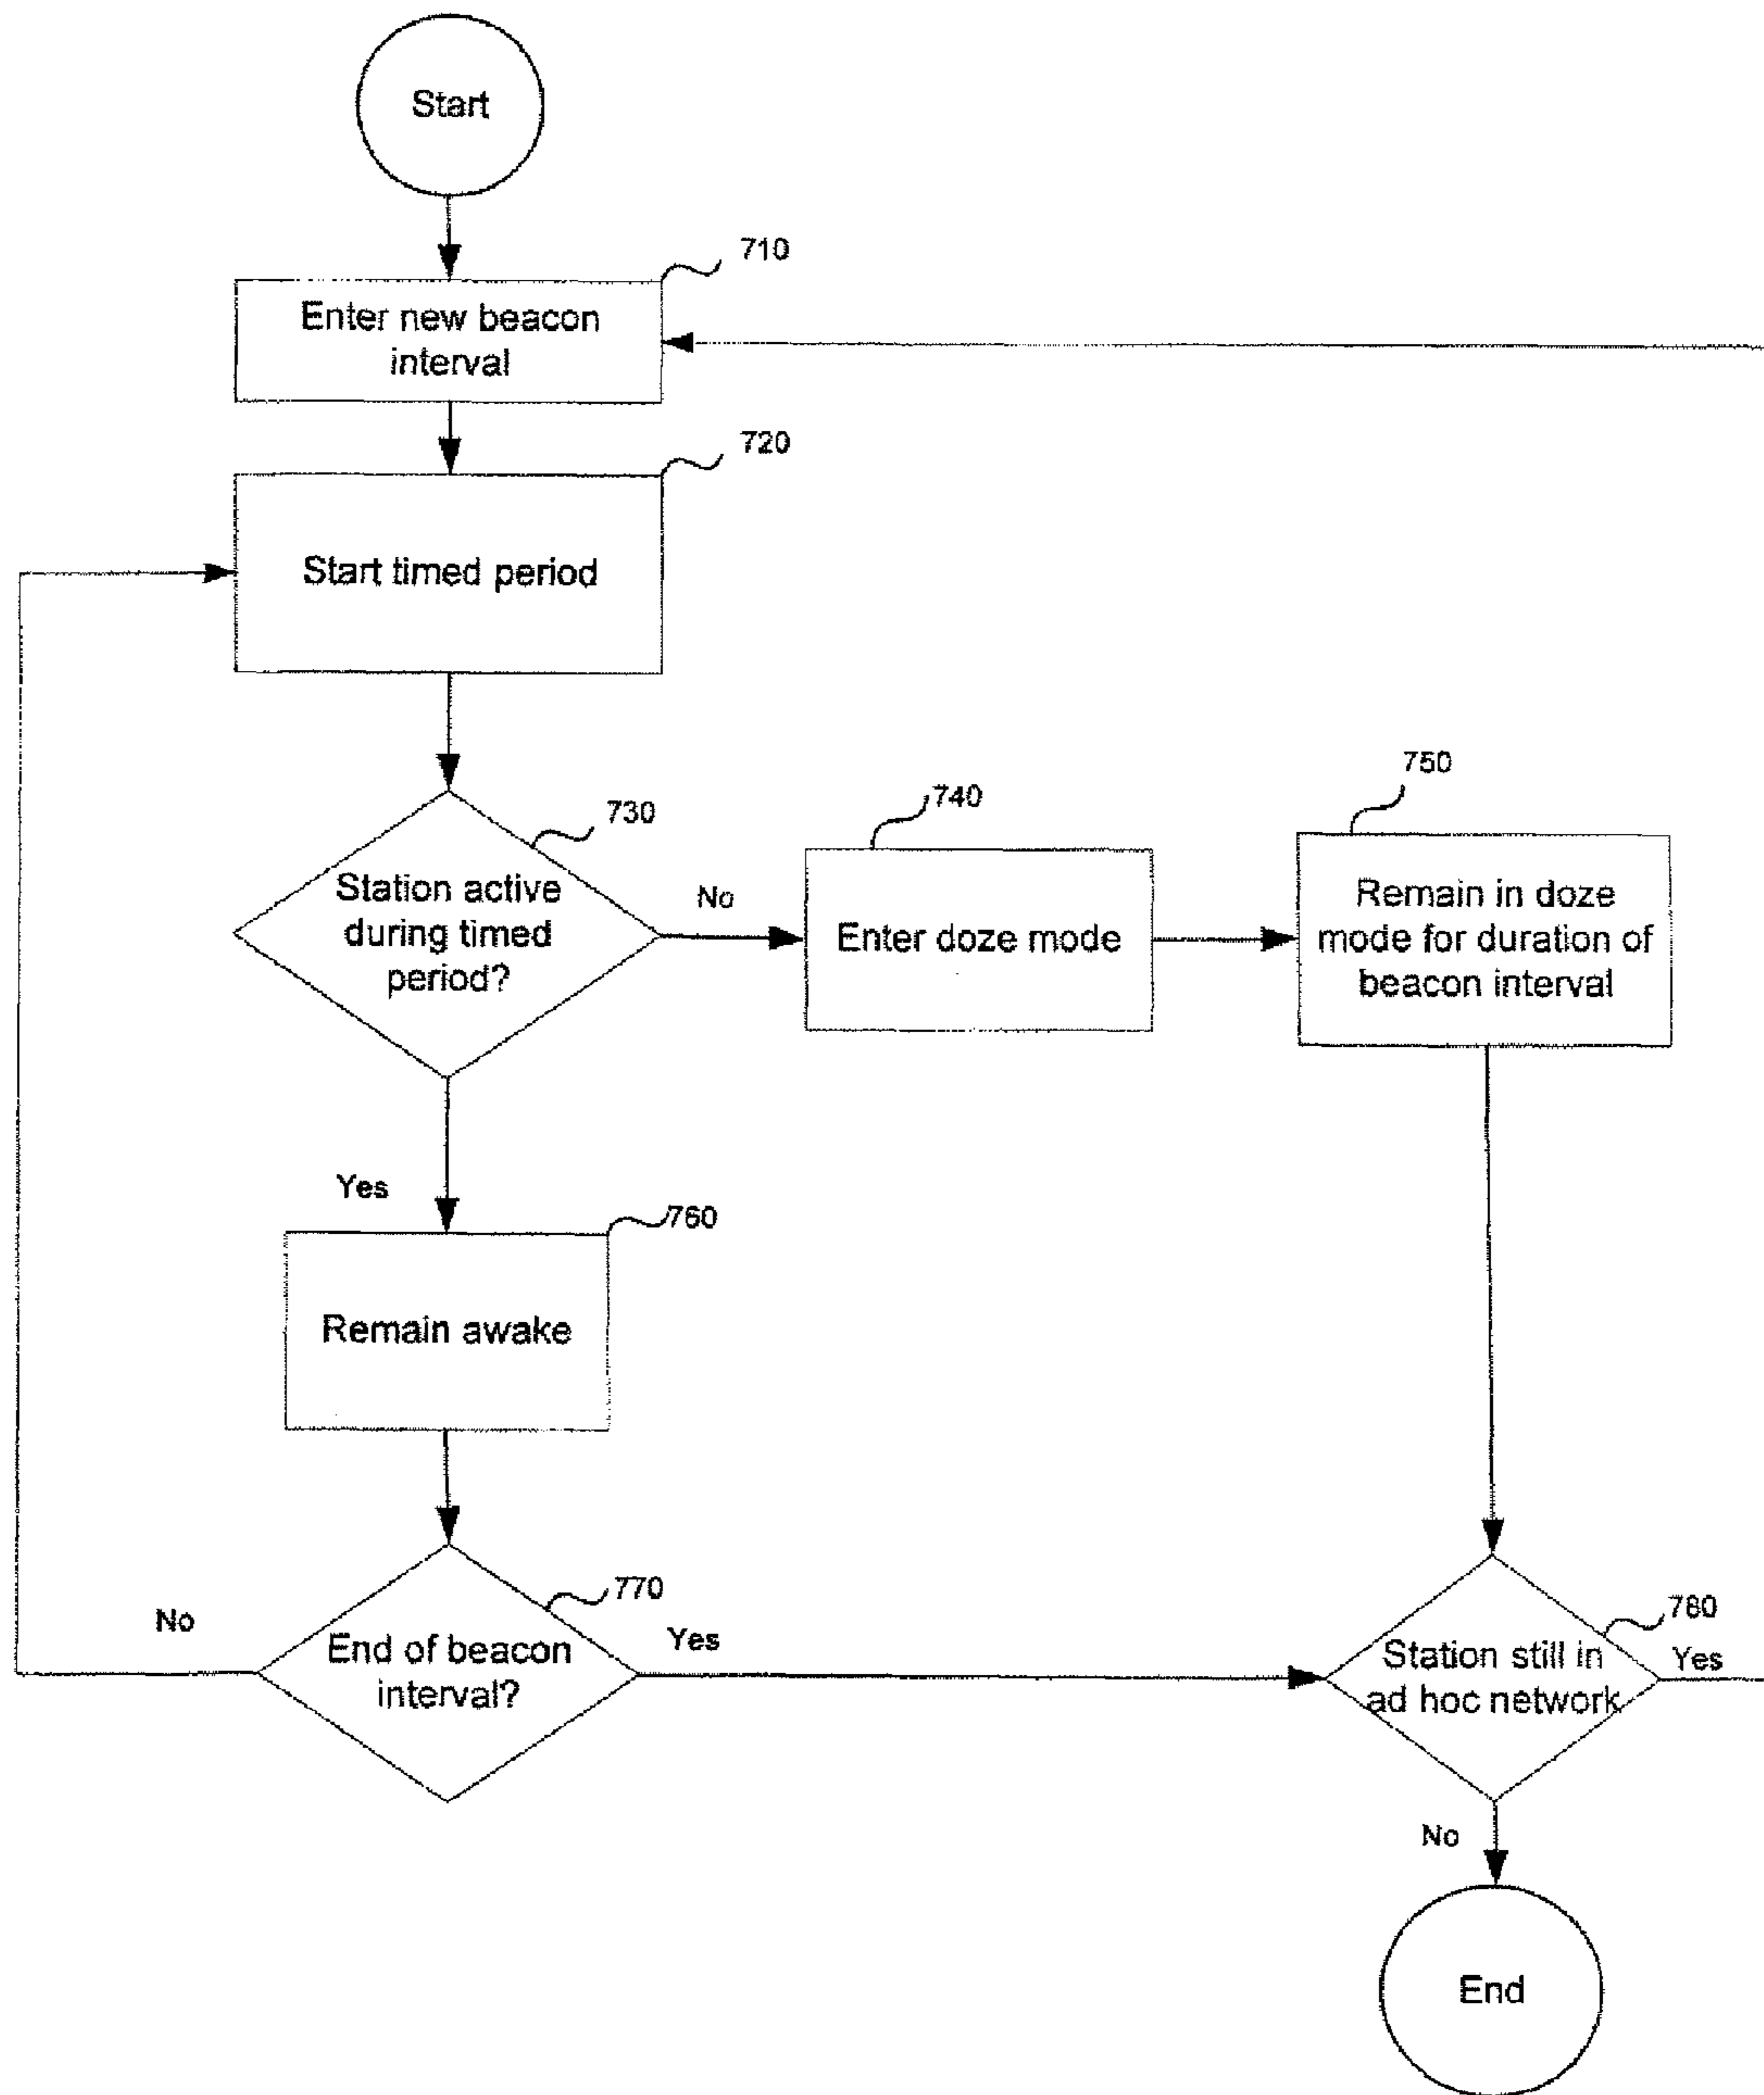 Start
710
Enter new beacon
interval
720
Start timed period
730
Station active
during timed
period?
No
740
Enter doze mode
750
Remain in doze
mode for duration of
beacon interval
Yes
760
Remain awake
770
End of beacon
interval?
No
Yes
780
Station still in
ad hoc network
Yes
No
End